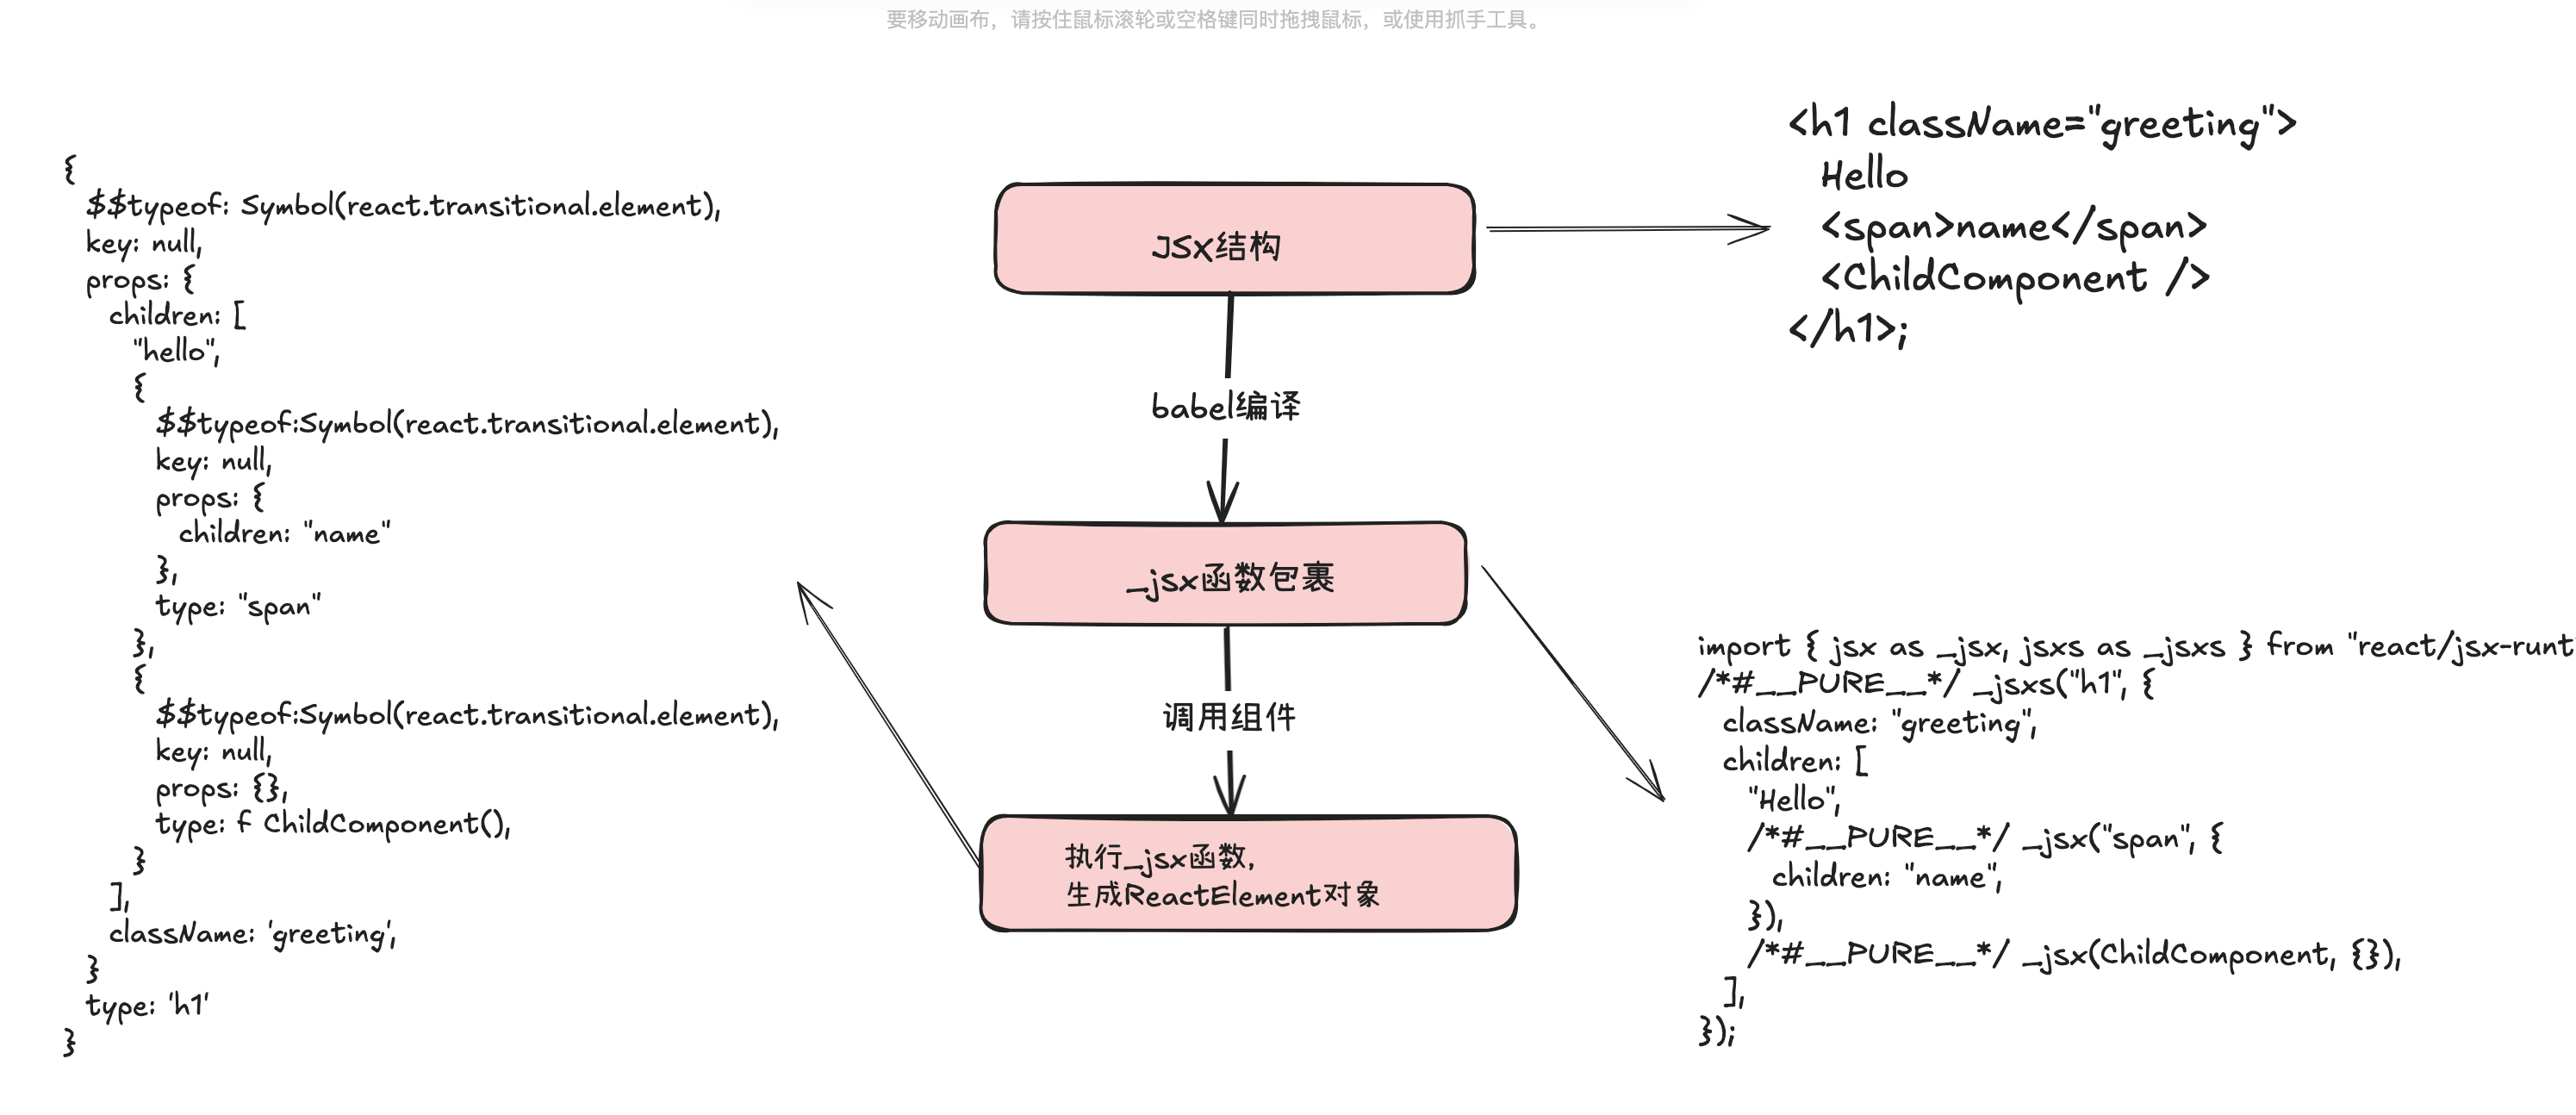 要移动画布，请按住鼠标滚轮或空格键同时拖拽鼠标，或使用抓手工具。
{
$$typeof: Symbol(react.transitional.element),
key: null,
props: {
children: [
"hello",
{
$$typeof:Symbol(react.transitional.element),
key: null,
props: {
children: "name"
},
type: "span"
},
{
$$typeof:Symbol(react.transitional.element),
key: null,
props: {},
type: f ChildComponent(),
}
],
className: 'greeting',
}
type: 'h1'
}
JSX结构
babel编译
_jsx函数包裹
调用组件
执行_jsx函数,
生成ReactElement对象
<h1 className="greeting">
Hello
<span>name</span>
<ChildComponent />
</h1>;
import { jsx as _jsx, jsxs as _jsxs } from "react/jsx-runt
/*#__PURE__*/ _jsxs("h1", {
className: "greeting",
children: [
"Hello",
/*#__PURE__*/ _jsx("span", {
children: "name",
}),
/*#__PURE__*/ _jsx(ChildComponent, {}),
],
});